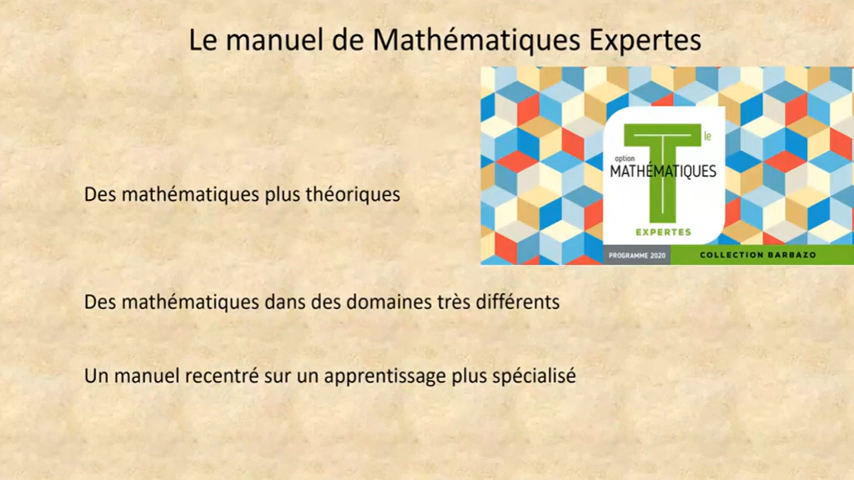 Le manuel de Mathématiques Expertes
Tle
option
MATHÉMATIQUES
EXPERTES
PROGRAMME 2020
COLLECTION BARBAZO
Des mathématiques plus théoriques
Des mathématiques dans des domaines très différents
Un manuel recentré sur un apprentissage plus spécialisé